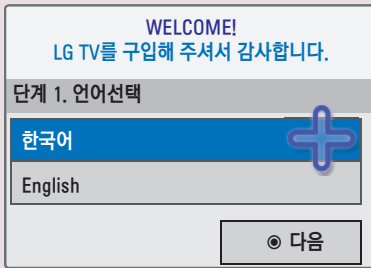 WELCOME!
LG TV를 구입해 주셔서 감사합니다.
단계 1. 언어선택
한국어
English
◉ 다음